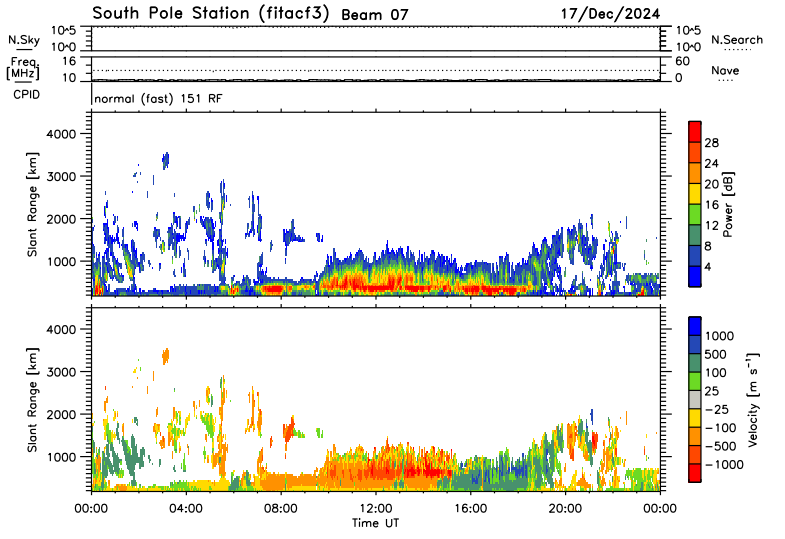 South Pole Station (fitacf3) Beam 07 17/Dec/2024
N.Sky 10^5 10^0 10^5 10^0 N.Search
Freq. [MHz] 16 10 60 0 Nave
CPID normal (fast) 151 RF
Slant Range [km]
4000
3000
2000
1000
28
24
20
16
12
8
4
Power [dB]
Slant Range [km]
4000
3000
2000
1000
1000
500
100
25
-25
-100
-500
-1000
Velocity [m s⁻¹]
00:00 04:00 08:00 12:00 16:00 20:00 00:00
Time UT